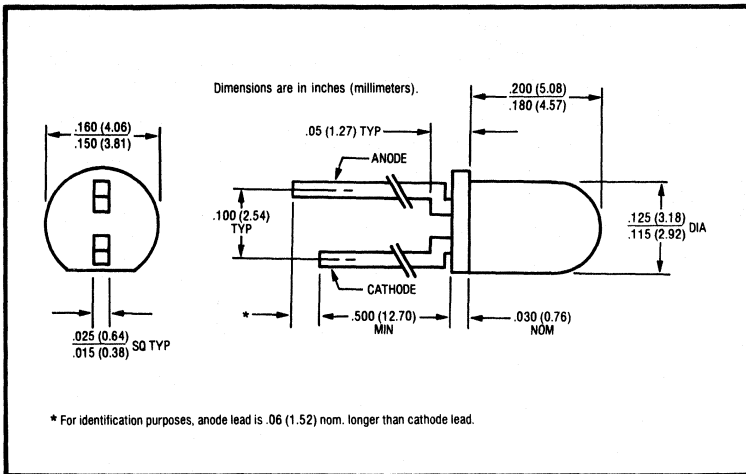 Dimensions are in inches (millimeters).
.200 (5.08)
.180 (4.57)
.160 (4.06)
.150 (3.81)
.05 (1.27) TYP
ANODE
.100 (2.54)
TYP
.125 (3.18)
.115 (2.92)
DIA
CATHODE
*
.500 (12.70)
MIN
.030 (0.76)
NOM
.025 (0.64)
.015 (0.38)
SQ TYP
* For identification purposes, anode lead is .06 (1.52) nom. longer than cathode lead.